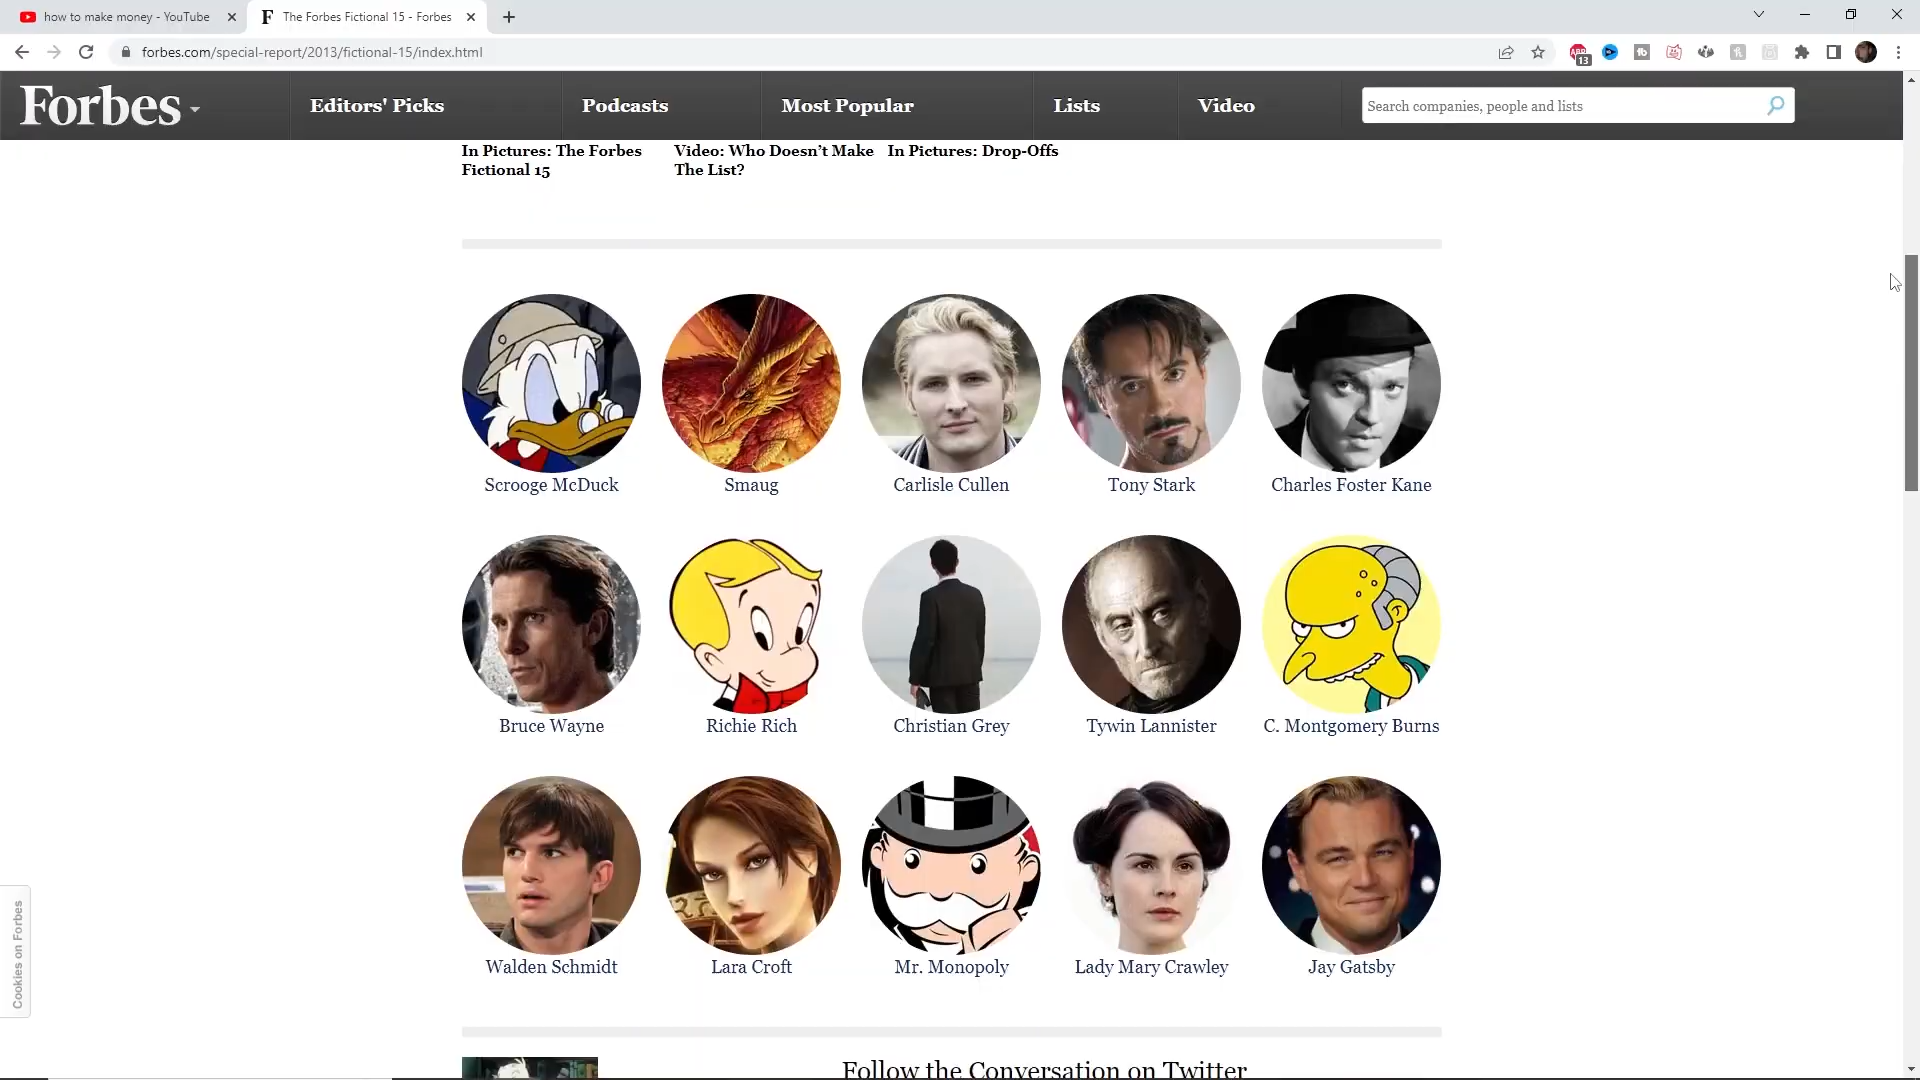 how to make money - YouTube
The Forbes Fictional 15 - Forbes
forbes.com/special-report/2013/fictional-15/index.html
13
Forbes
Editors' Picks
Podcasts
Most Popular
Lists
Video
Search companies, people and lists
In Pictures: The Forbes
Fictional 15
Video: Who Doesn’t Make
The List?
In Pictures: Drop-Offs
Scrooge McDuck
Smaug
Carlisle Cullen
Tony Stark
Charles Foster Kane
Bruce Wayne
Richie Rich
Christian Grey
Tywin Lannister
C. Montgomery Burns
Walden Schmidt
Lara Croft
Mr. Monopoly
Lady Mary Crawley
Jay Gatsby
Cookies on Forbes
Follow the Conversation on Twitter